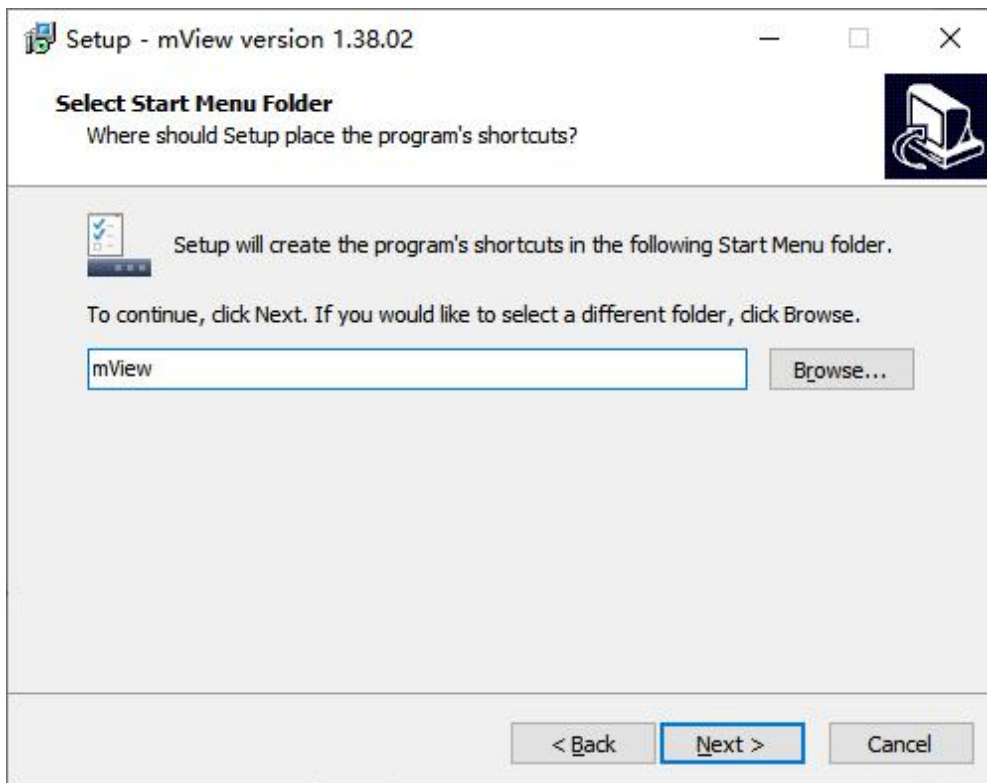 Setup - mView version 1.38.02
Select Start Menu Folder
Where should Setup place the program's shortcuts?
Setup will create the program's shortcuts in the following Start Menu folder.
To continue, click Next. If you would like to select a different folder, click Browse.
mView
Browse...
< Back
Next >
Cancel